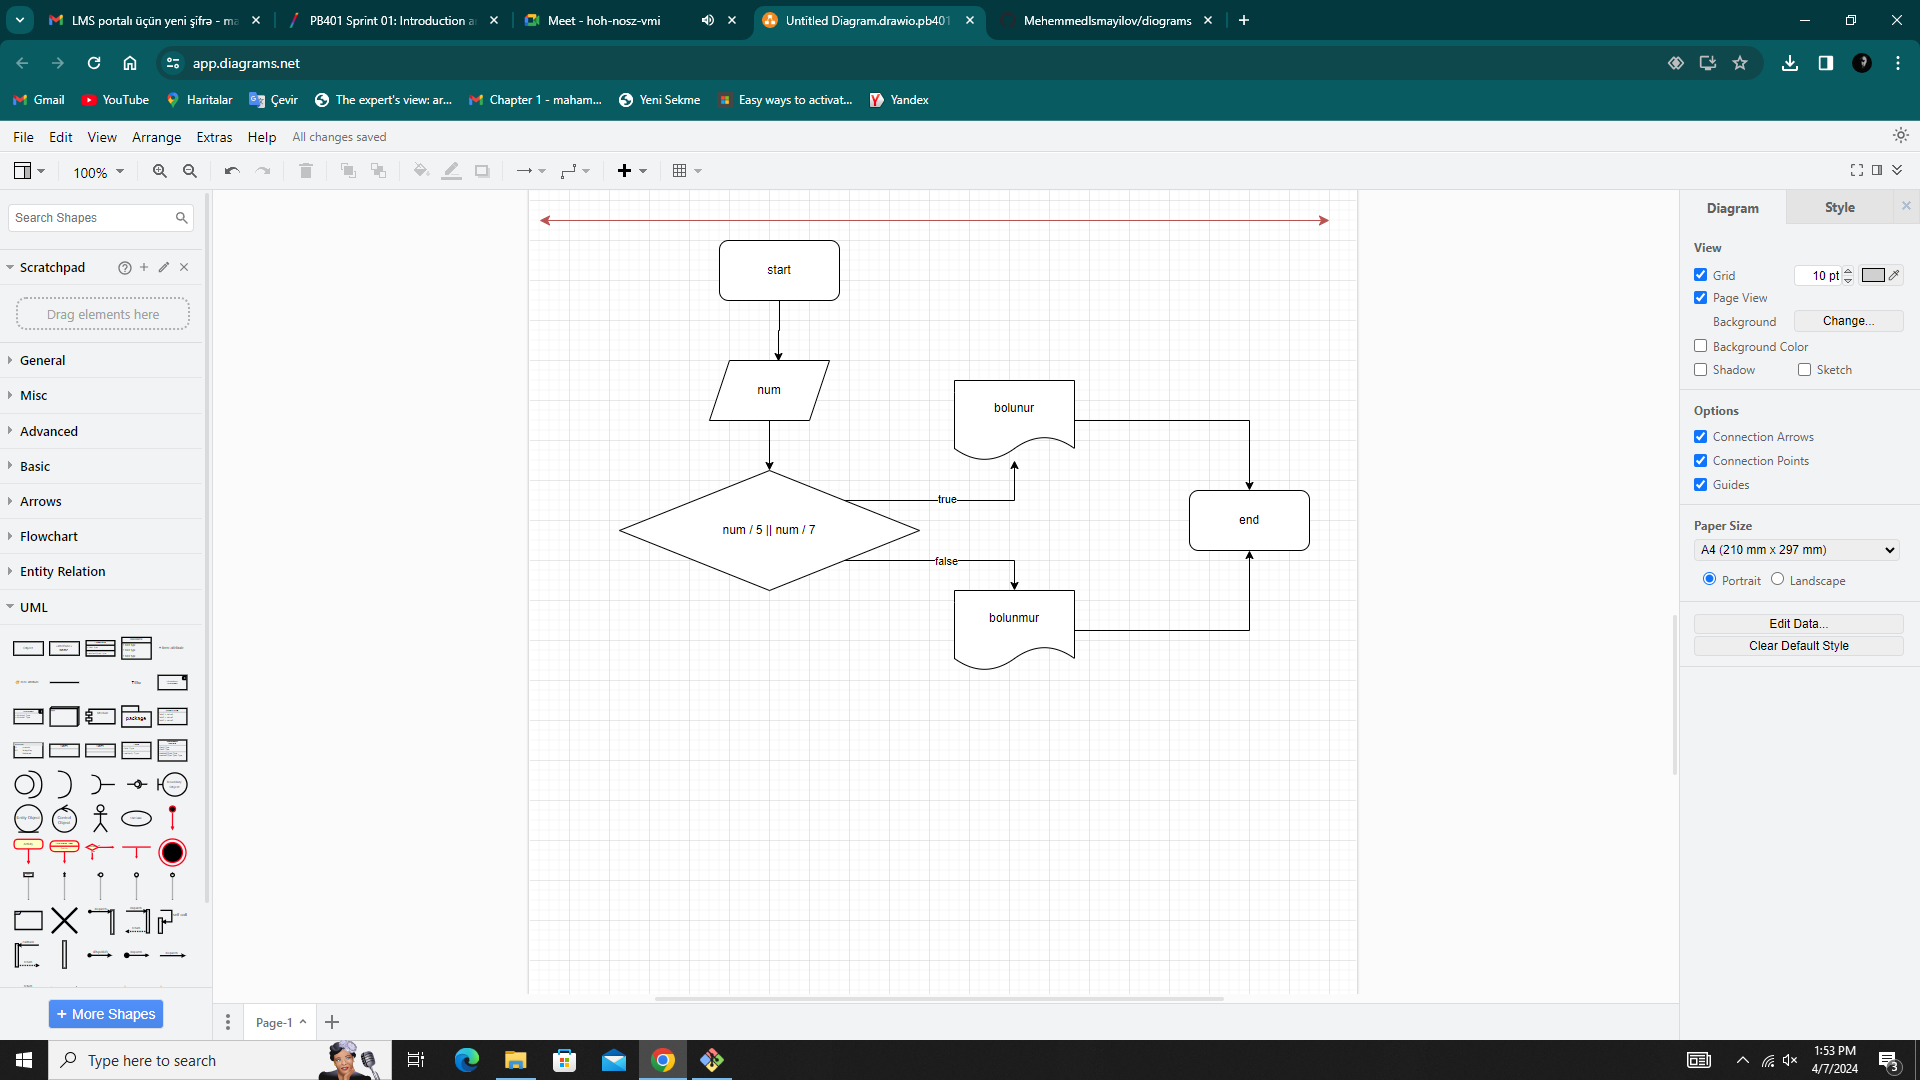 LMS portalı üçün yeni şifrə - ma
PB401 Sprint 01: Introduction a
Meet - hoh-nosz-vmi
Untitled Diagram.drawio.pb401
MehemmedIsmayilov/diograms
app.diagrams.net
Gmail
YouTube
Haritalar
Çevir
The expert's view: ar...
Chapter 1 - maham...
Yeni Sekme
Easy ways to activat...
Yandex
File Edit View Arrange Extras Help All changes saved
100%
Search Shapes
Scratchpad
Drag elements here
General
Misc
Advanced
Basic
Arrows
Flowchart
Entity Relation
UML
package
+ More Shapes
start
num
num / 5 || num / 7
true
false
bolunur
bolunmur
end
Page-1
Diagram
Style
View
Grid
10 pt
Page View
Background
Change...
Background Color
Shadow
Sketch
Options
Connection Arrows
Connection Points
Guides
Paper Size
A4 (210 mm x 297 mm)
Portrait
Landscape
Edit Data...
Clear Default Style
Type here to search
1:53 PM
4/7/2024
3